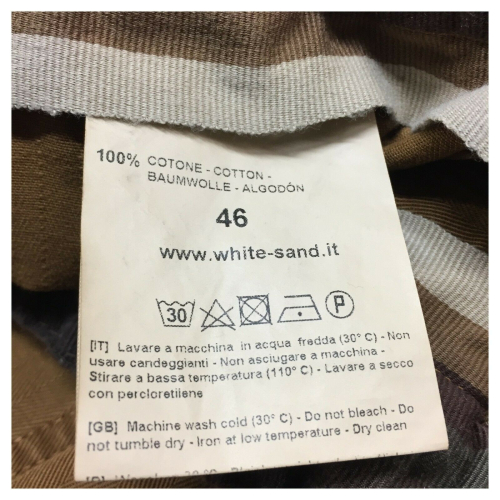 100% COTONE - COTTON -
BAUMWOLLE - ALGODÓN
46
www.white-sand.it
30 P
[IT] Lavare a macchina in acqua fredda (30° C) - Non
usare candeggianti - Non asciugare a macchina -
Stirare a bassa temperatura (110° C) - Lavare a secco
con percloretiiene
[GB] Machine wash cold (30° C) - Do not bleach - Do
not tumble dry - Iron at low temperature - Dry clean